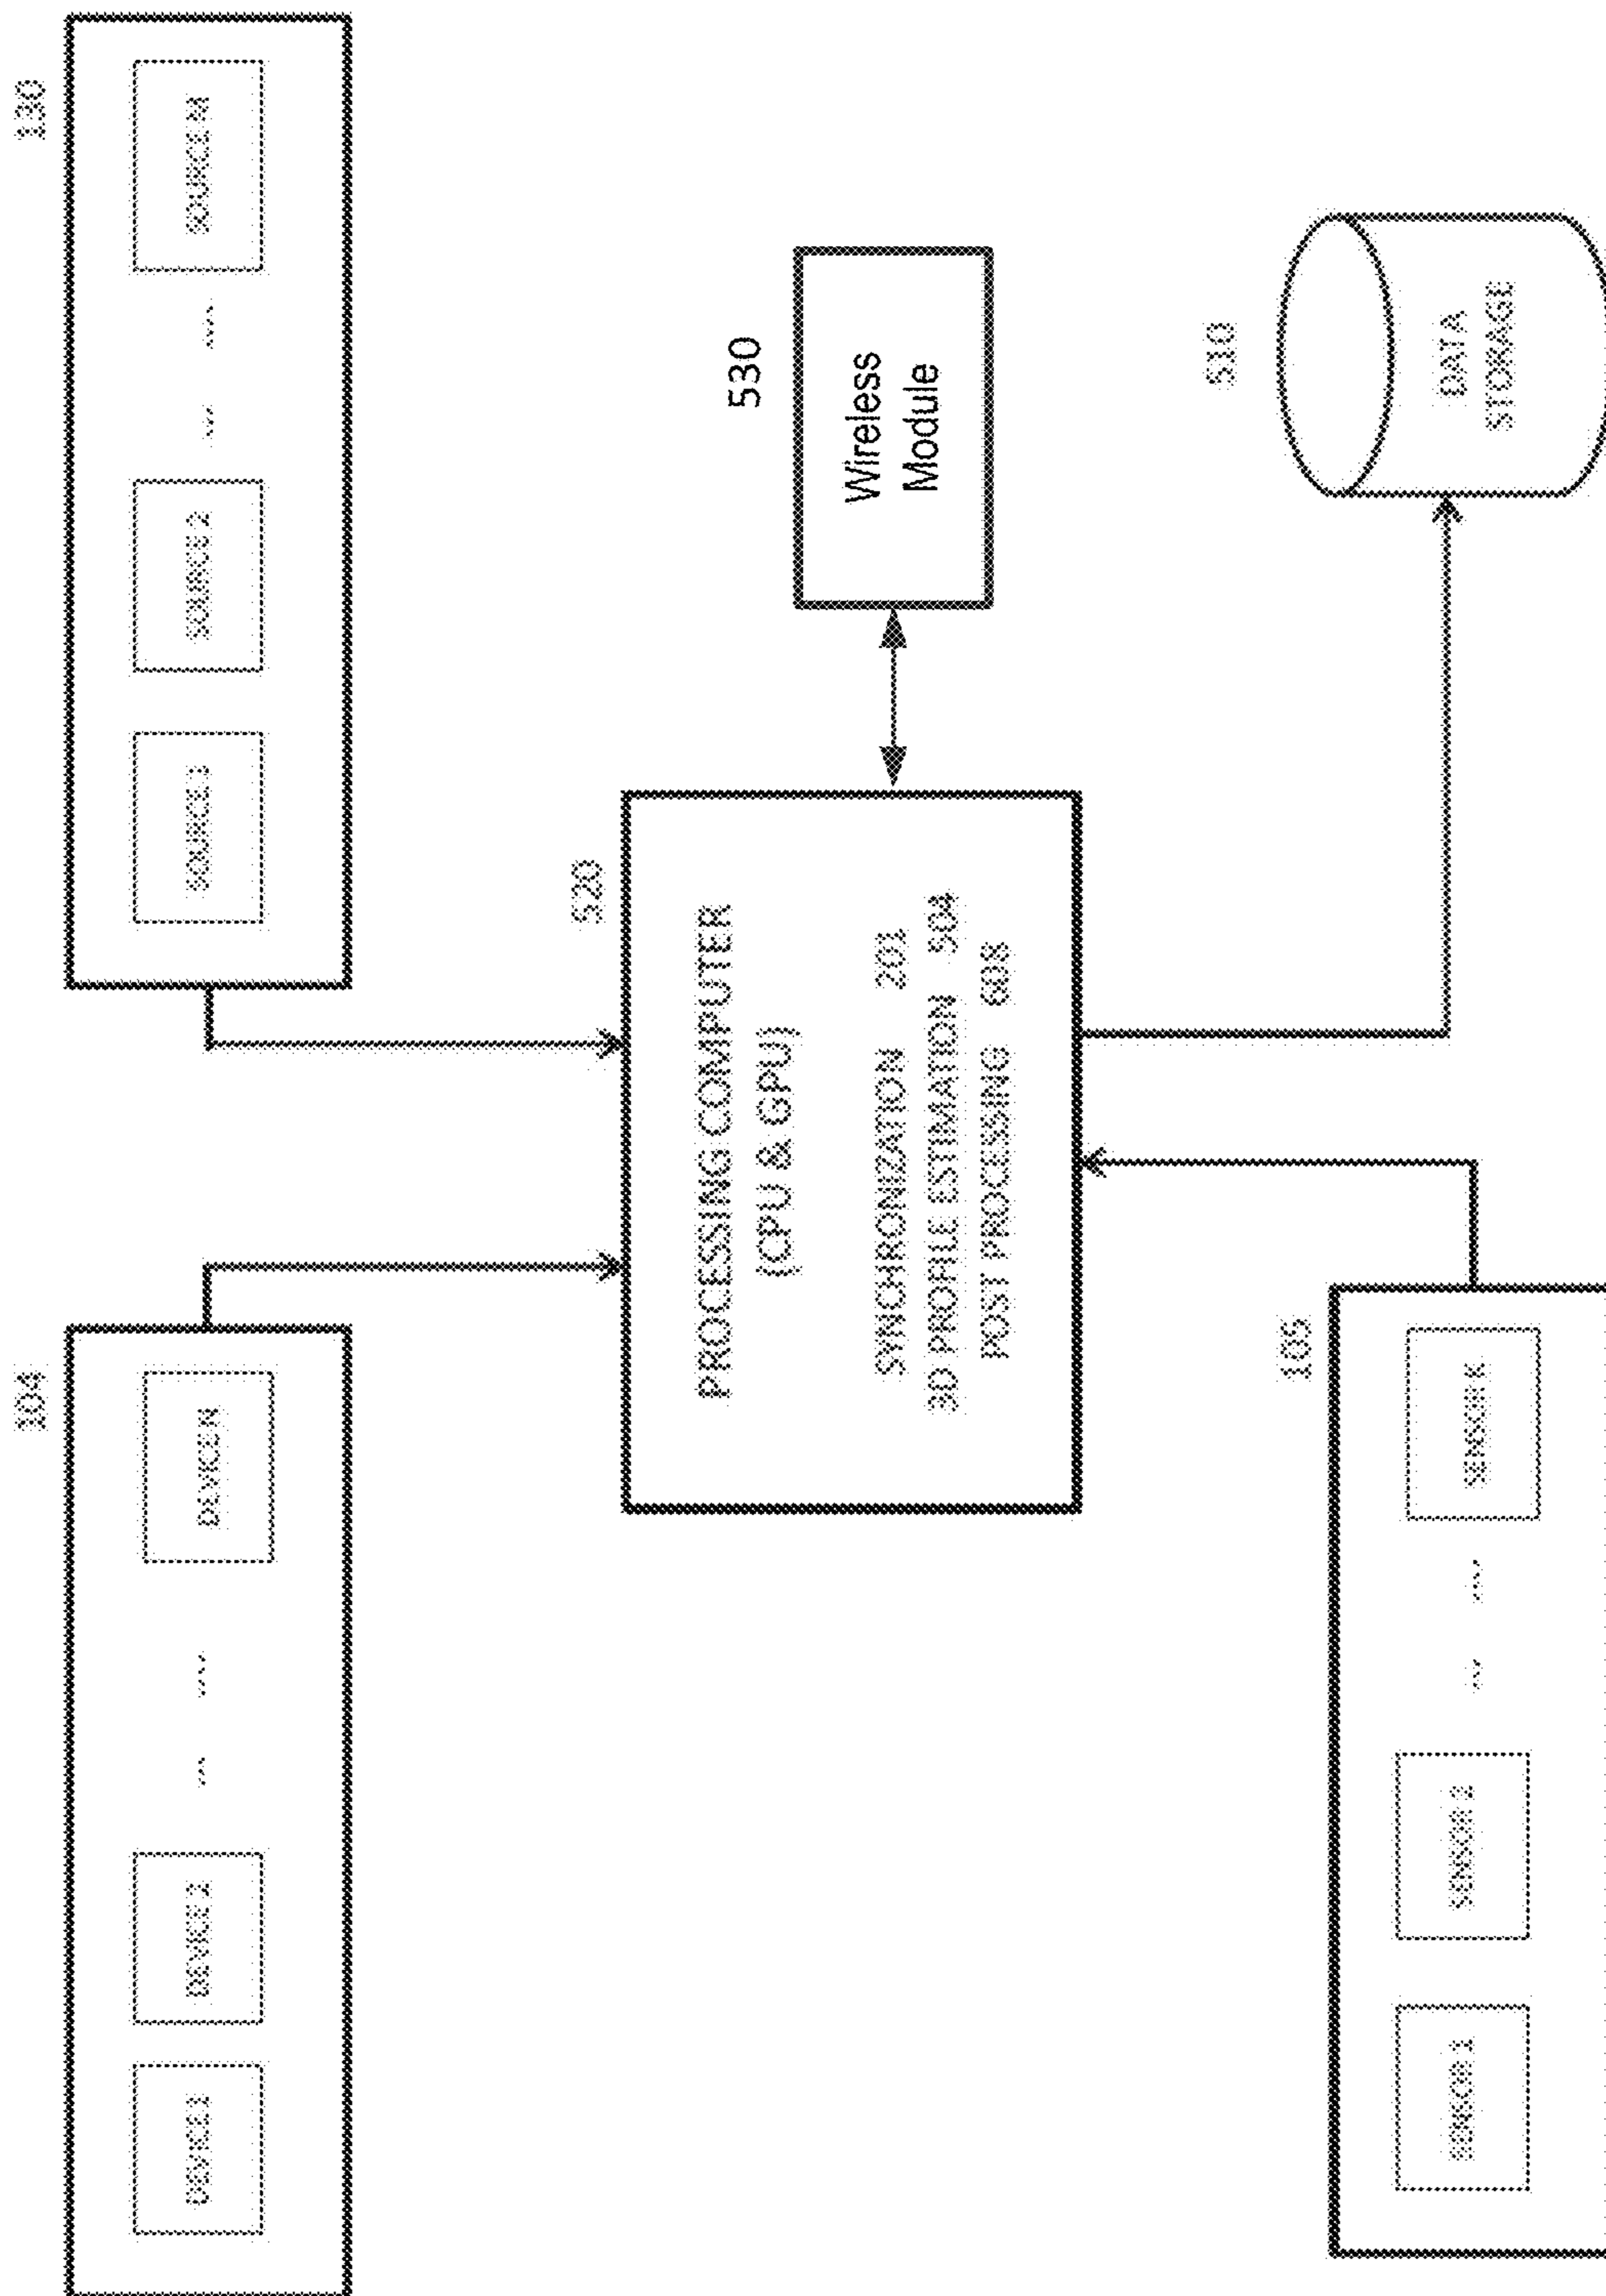 104
DEVICE 1
DEVICE 2
DEVICE N
130
SOURCE 1
SOURCE 2
SOURCE M
520
PROCESSING COMPUTER
(CPU & GPU)
SYNCHRONIZATION 201
3D PROFILE ESTIMATION 504
POST PROCESSING 608
530
Wireless
Module
105
SENSOR 1
SENSOR 2
SENSOR K
510
DATA
STORAGE